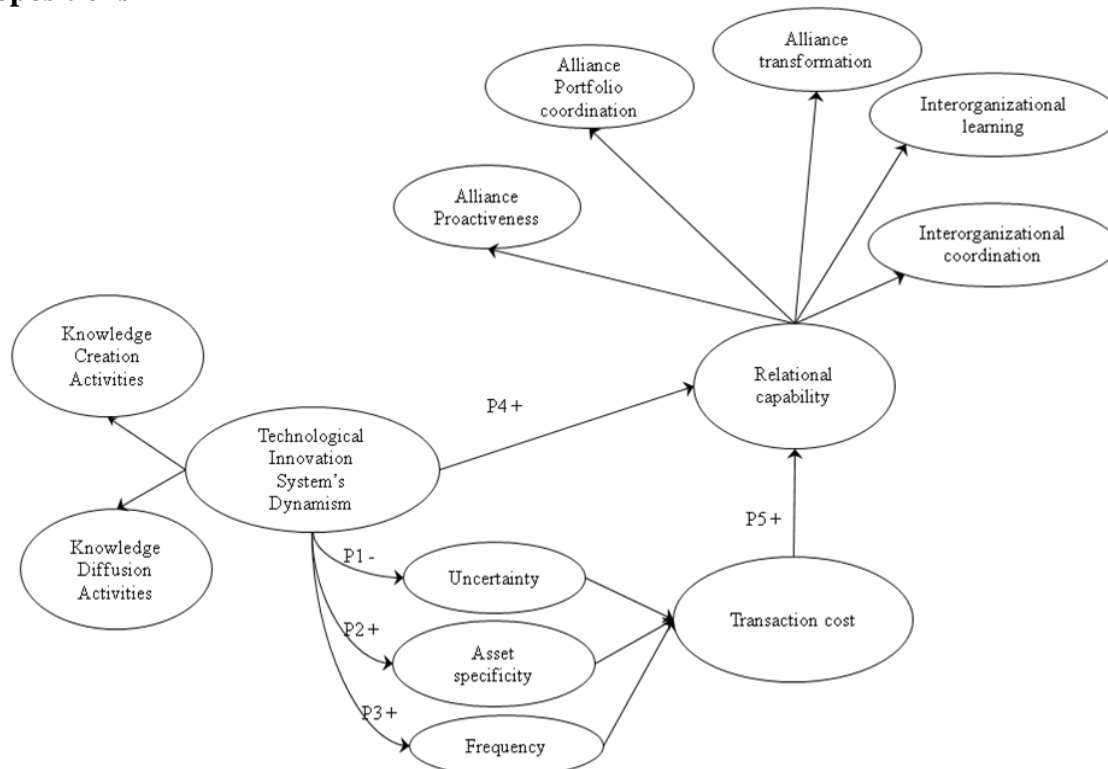 Alliance
transformation
Alliance
Portfolio
coordination
Interorganizational
learning
Alliance
Proactiveness
Interorganizational
coordination
Knowledge
Creation
Activities
Relational
capability
P4+
Technological
Innovation
System's
Dynamism
P5+
Knowledge
Diffusion
Activities
P1-
Uncertainty
Transaction cost
P2+
Asset
specificity
P3+
Frequency